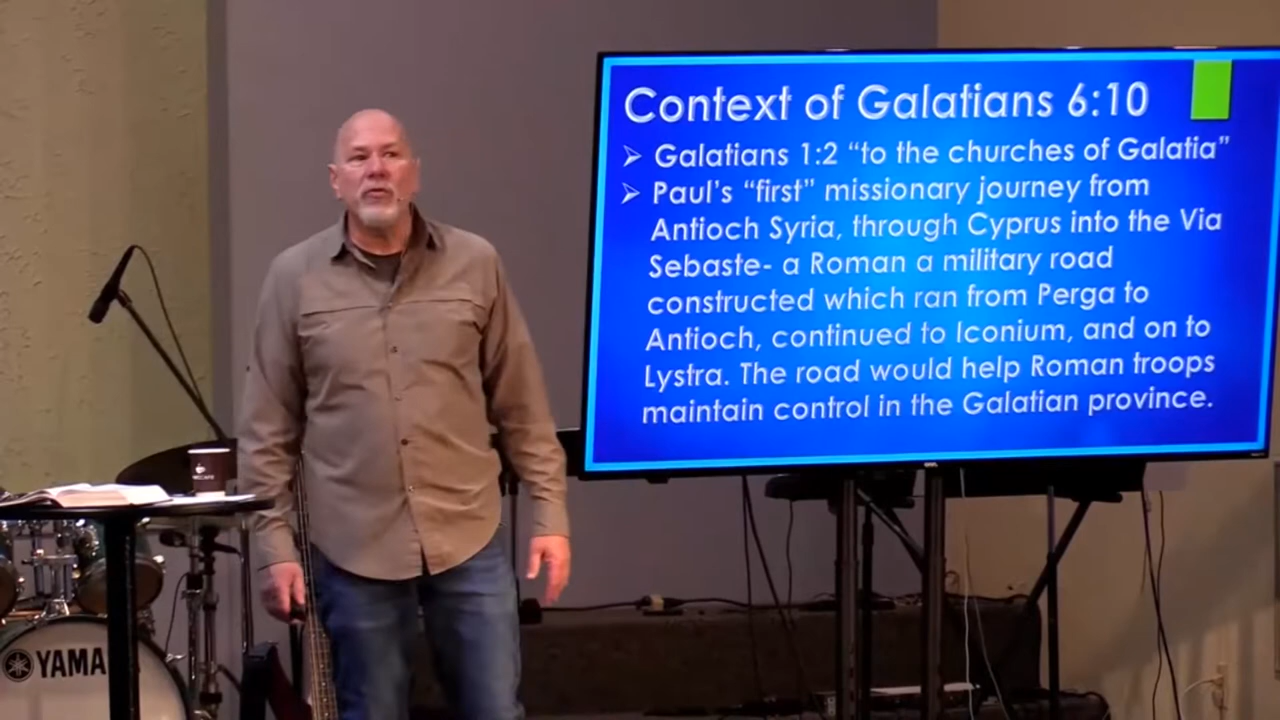 Context of Galatians 6:10
➢ Galatians 1:2 “to the churches of Galatia”
➢ Paul’s “first” missionary journey from
Antioch Syria, through Cyprus into the Via
Sebaste- a Roman a military road
constructed which ran from Perga to
Antioch, continued to Iconium, and on to
Lystra. The road would help Roman troops
maintain control in the Galatian province.
YAMA